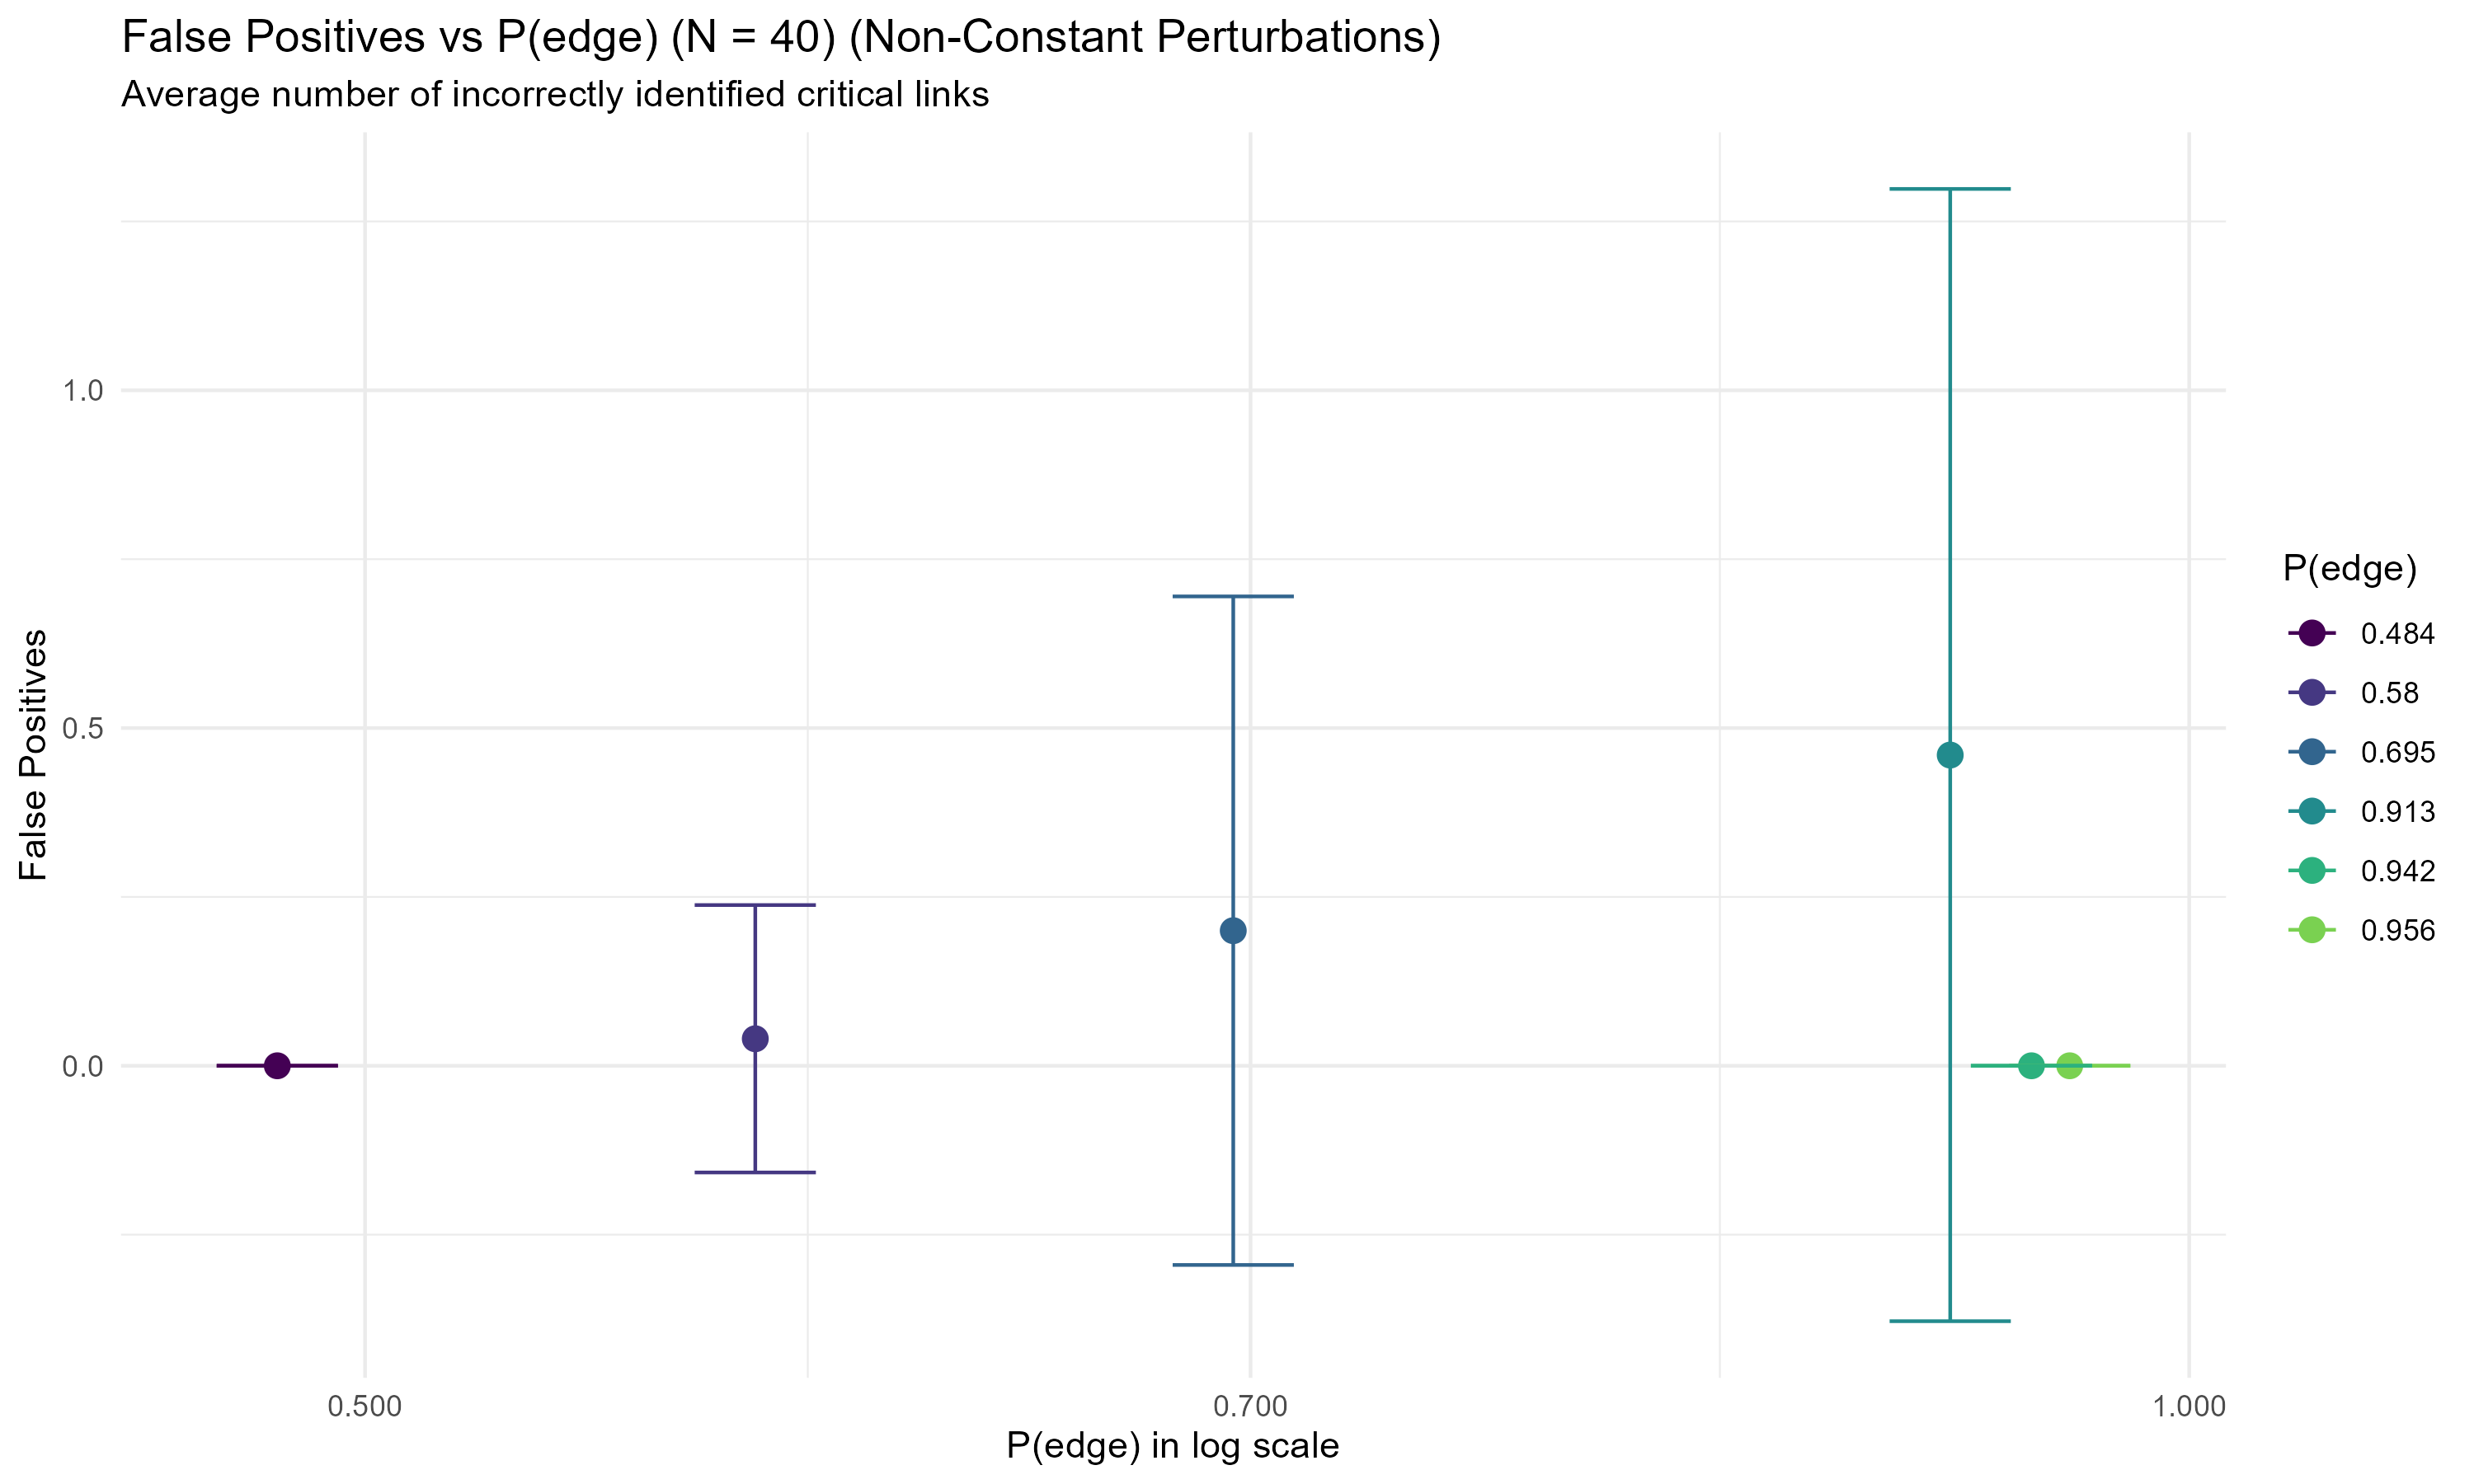 False Positives vs P(edge) (N = 40) (Non-Constant Perturbations)
Average number of incorrectly identified critical links
False Positives
1.0
0.5
0.0
0.500
0.700
1.000
P(edge) in log scale
P(edge)
0.484
0.58
0.695
0.913
0.942
0.956